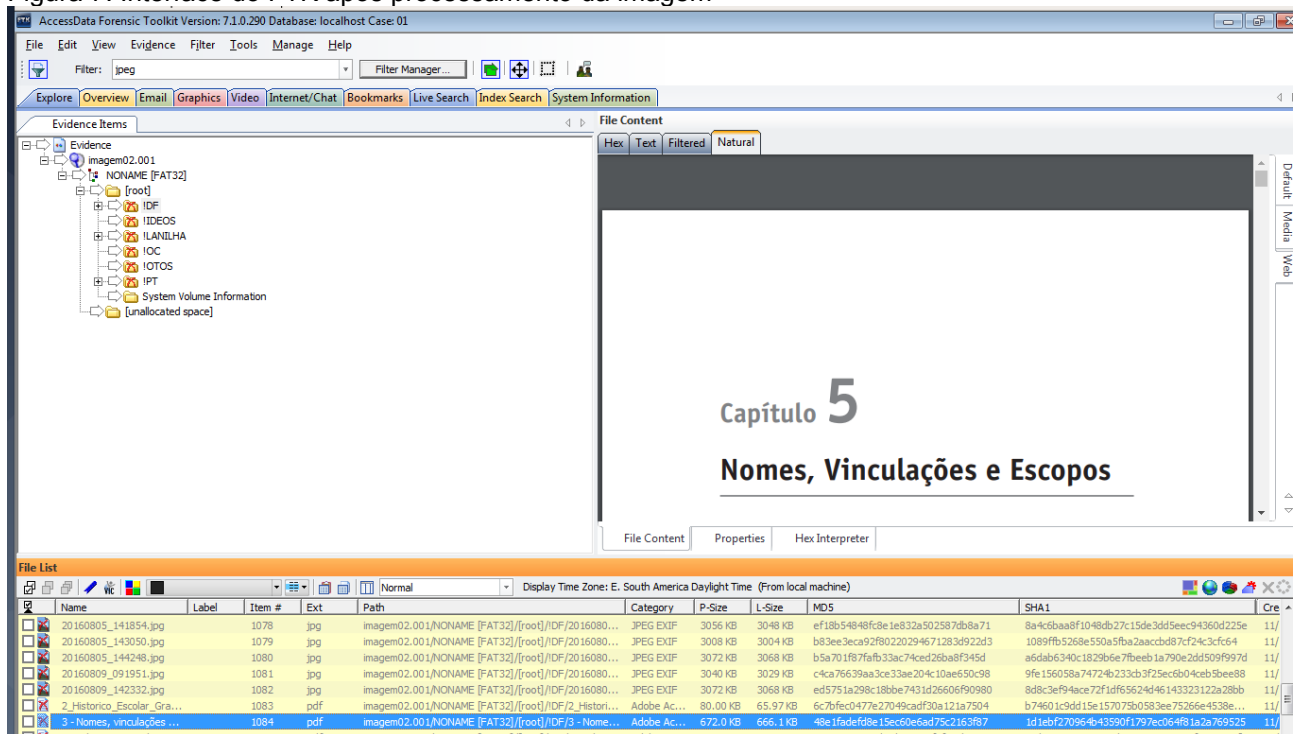 AccessData Forensic Toolkit Version: 7.1.0.290 Database: localhost Case: 01
File Edit View Evidence Filter Tools Manage Help
Filter: jpeg Filter Manager...
Explore Overview Email Graphics Video Internet/Chat Bookmarks Live Search Index Search System Information
Evidence Items
Evidence
imagem02.001
NONAME [FAT32]
[root]
!DF
!IDEOS
!LANILHA
!OC
!OTOS
!PT
System Volume Information
[unallocated space]
File Content
Hex Text Filtered Natural
Capítulo 5
Nomes, Vinculações e Escopos
Default
Media
Web
File Content Properties Hex Interpreter
File List
Normal Display Time Zone: E. South America Daylight Time (From local machine)
Name Label Item # Ext Path Category P-Size L-Size MD5 SHA1 Cre
20160805_141854.jpg 1078 jpg imagem02.001/NONAME [FAT32]/[root]/!DF/2016080... JPEG EXIF 3056 KB 3048 KB ef18b54848fc8e1e832a502587db8a71 8a4c6baa8f1048db27c15de3dd5eec94360d225e 11/
20160805_143050.jpg 1079 jpg imagem02.001/NONAME [FAT32]/[root]/!DF/2016080... JPEG EXIF 3008 KB 3004 KB b83ee3eca92f80220294671283d922d3 1089ffb5268e550a5fba2aaccbd87cf24c3cfc64 11/
20160805_144248.jpg 1080 jpg imagem02.001/NONAME [FAT32]/[root]/!DF/2016080... JPEG EXIF 3072 KB 3068 KB b5a701f87fafb33ac74ced26ba8f345d a6dab6340c1829b6e7fbeeb1a790e2dd509f997d 11/
20160809_091951.jpg 1081 jpg imagem02.001/NONAME [FAT32]/[root]/!DF/2016080... JPEG EXIF 3040 KB 3029 KB c4ca76639aa3ce33ae204c10ae650c98 9fe156058a74724b233cb3f25ec6b04ceb5bee88 11/
20160809_142332.jpg 1082 jpg imagem02.001/NONAME [FAT32]/[root]/!DF/2016080... JPEG EXIF 3072 KB 3068 KB ed5751a298c18bbe7431d26606f90980 8d8c3ef94ace72f1df65624d46143323122a28bb 11/
2_Historico_Escolar_Gra... 1083 pdf imagem02.001/NONAME [FAT32]/[root]/!DF/2_Histori... Adobe Ac... 80.00 KB 65.97 KB 6c7bfec0477e27049cadf30a121a7504 b74601c9dd15e157075b0583ee75266e4538e... 11/
3 - Nomes, vinculações ... 1084 pdf imagem02.001/NONAME [FAT32]/[root]/!DF/3 - Nome... Adobe Ac... 672.0 KB 666.1 KB 48e1fadefd8e15ec60e6ad75c2163f87 1d1ebf270964b43590f1797ec064f81a2a769525 11/